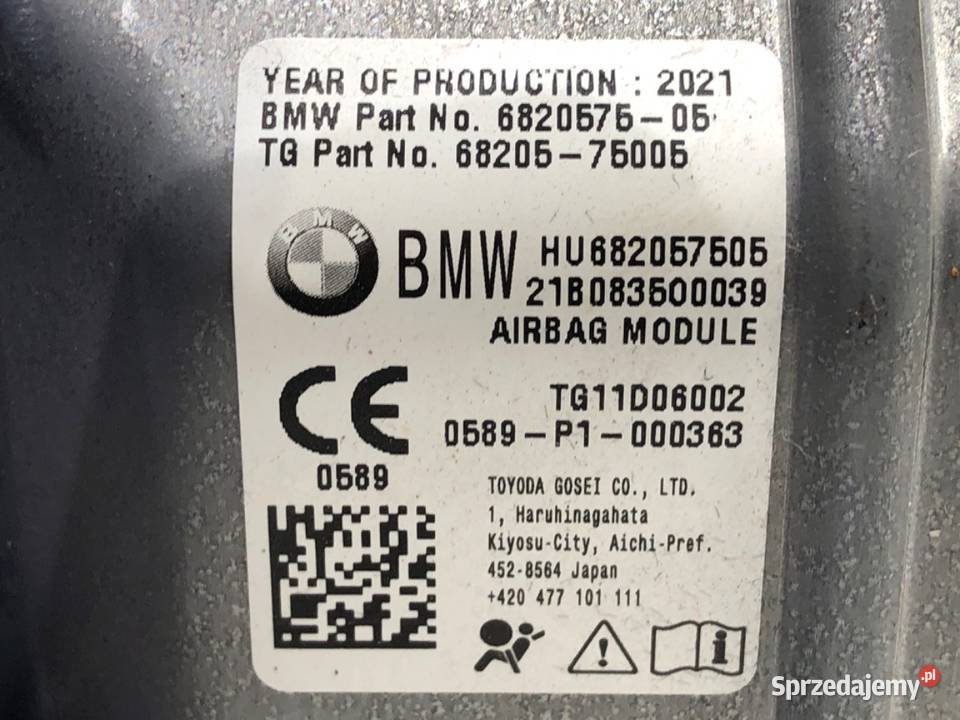 YEAR OF PRODUCTION : 2021
BMW Part No. 6820575-05
TG Part No. 68205-75005
BMW
BMW
HU682057505
21B083500039
AIRBAG MODULE
CE
TG11D06002
0589-P1-000363
0589
TOYODA GOSEI CO., LTD.
1, Haruhinagahata
Kiyosu-City, Aichi-Pref.
452-8564 Japan
+420 477 101 111
Sprzedajemy.pl